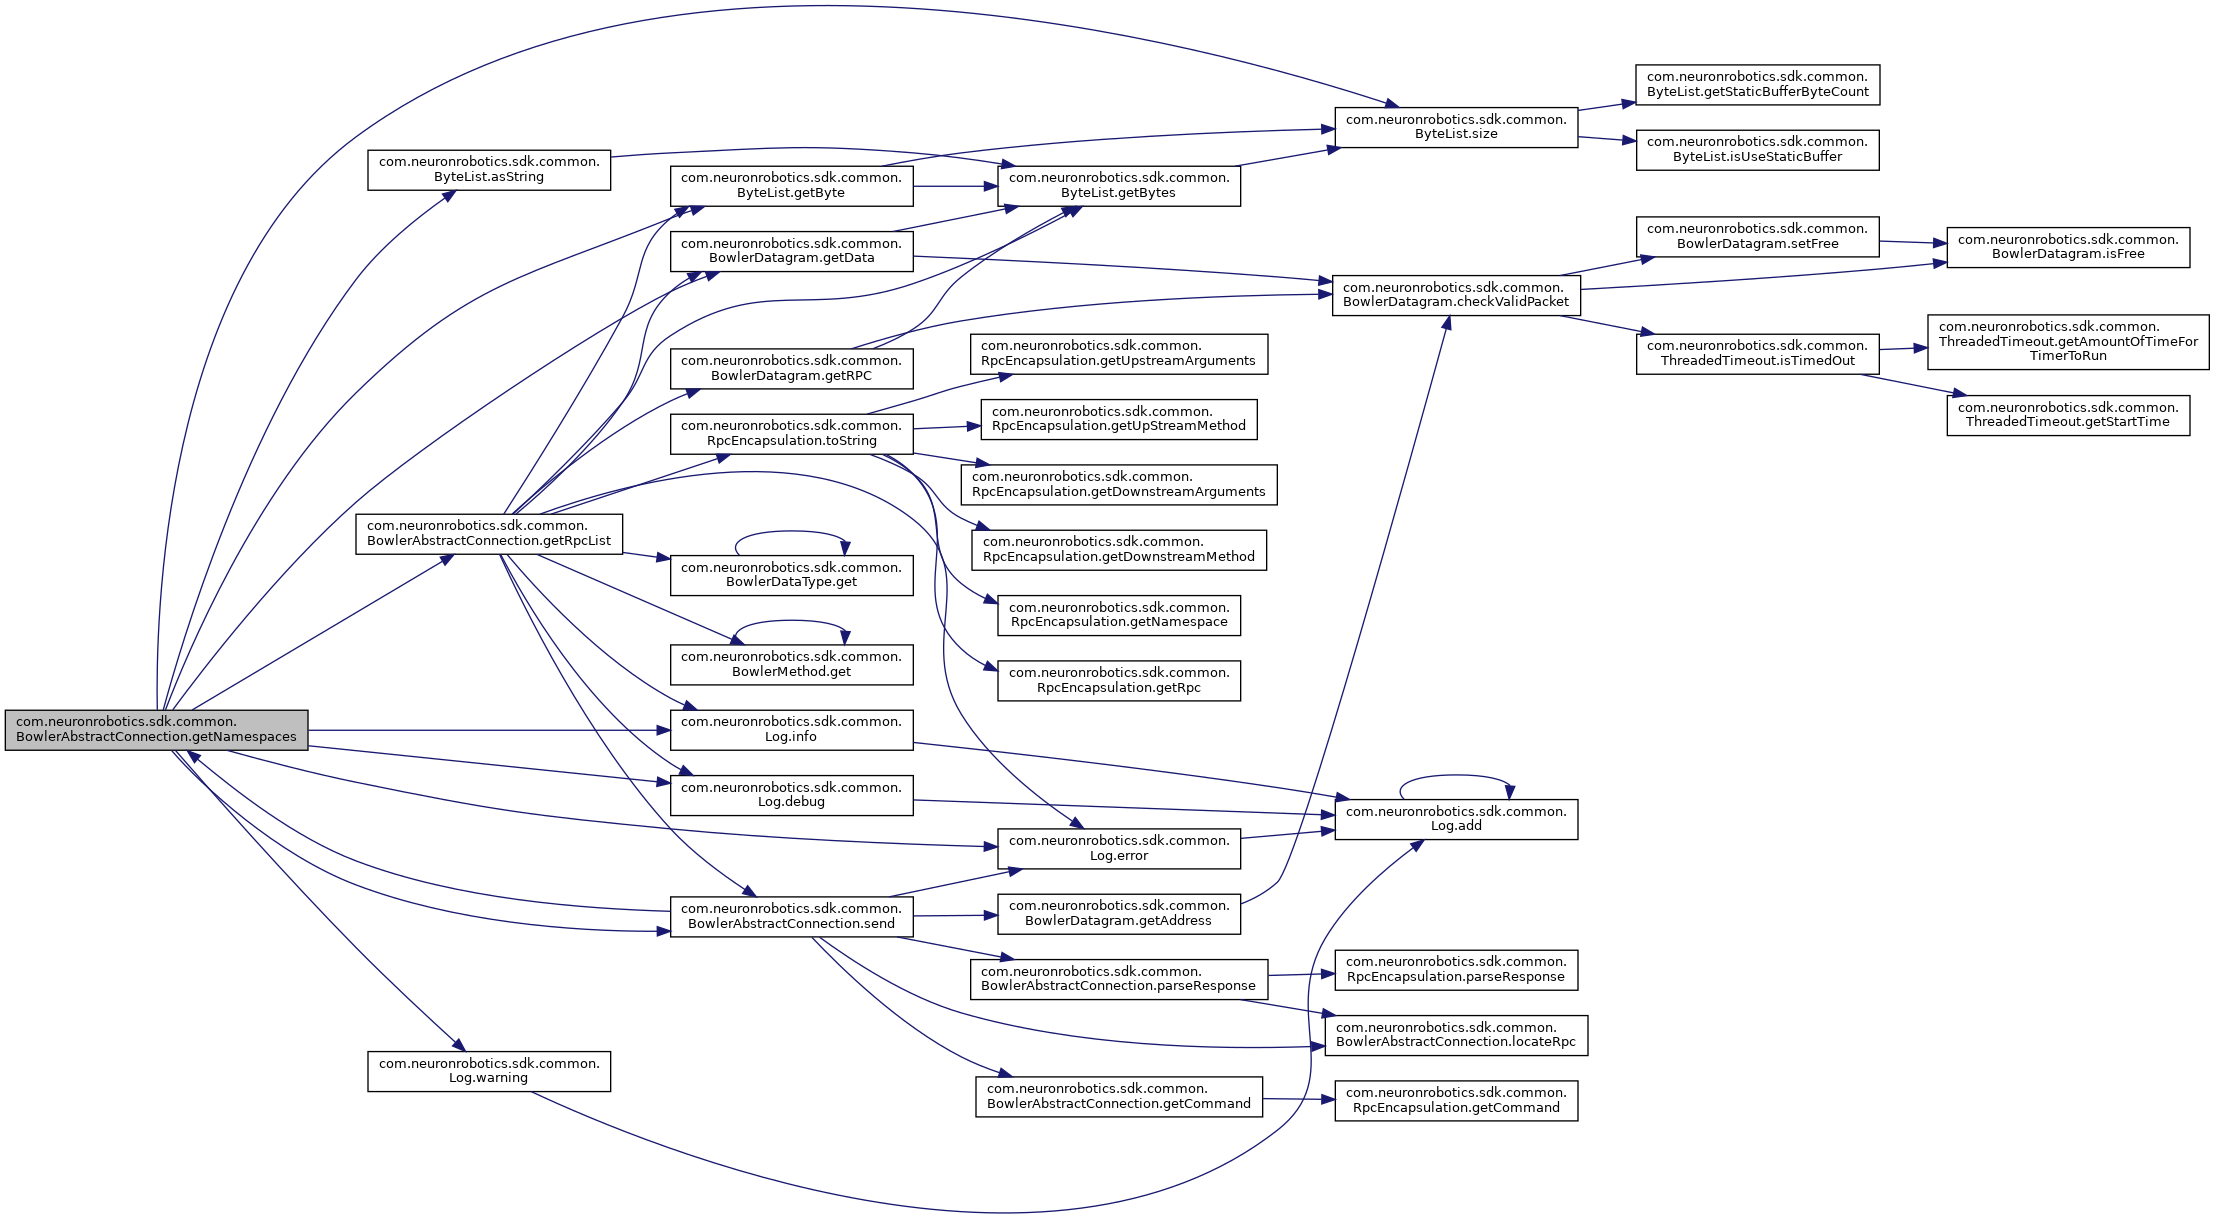 com.neuronrobotics.sdk.common.
BowlerAbstractConnection.getNamespaces
com.neuronrobotics.sdk.common.
ByteList.asString
com.neuronrobotics.sdk.common.
BowlerAbstractConnection.getRpcList
com.neuronrobotics.sdk.common.
Log.warning
com.neuronrobotics.sdk.common.
ByteList.getByte
com.neuronrobotics.sdk.common.
BowlerDatagram.getData
com.neuronrobotics.sdk.common.
BowlerDatagram.getRPC
com.neuronrobotics.sdk.common.
RpcEncapsulation.toString
com.neuronrobotics.sdk.common.
BowlerDataType.get
com.neuronrobotics.sdk.common.
BowlerMethod.get
com.neuronrobotics.sdk.common.
Log.info
com.neuronrobotics.sdk.common.
Log.debug
com.neuronrobotics.sdk.common.
BowlerAbstractConnection.send
com.neuronrobotics.sdk.common.
ByteList.getBytes
com.neuronrobotics.sdk.common.
RpcEncapsulation.getUpstreamArguments
com.neuronrobotics.sdk.common.
RpcEncapsulation.getUpStreamMethod
com.neuronrobotics.sdk.common.
RpcEncapsulation.getDownstreamArguments
com.neuronrobotics.sdk.common.
RpcEncapsulation.getDownstreamMethod
com.neuronrobotics.sdk.common.
RpcEncapsulation.getNamespace
com.neuronrobotics.sdk.common.
RpcEncapsulation.getRpc
com.neuronrobotics.sdk.common.
Log.error
com.neuronrobotics.sdk.common.
BowlerDatagram.getAddress
com.neuronrobotics.sdk.common.
BowlerAbstractConnection.parseResponse
com.neuronrobotics.sdk.common.
BowlerAbstractConnection.getCommand
com.neuronrobotics.sdk.common.
ByteList.size
com.neuronrobotics.sdk.common.
BowlerDatagram.checkValidPacket
com.neuronrobotics.sdk.common.
Log.add
com.neuronrobotics.sdk.common.
RpcEncapsulation.parseResponse
com.neuronrobotics.sdk.common.
BowlerAbstractConnection.locateRpc
com.neuronrobotics.sdk.common.
RpcEncapsulation.getCommand
com.neuronrobotics.sdk.common.
ByteList.getStaticBufferByteCount
com.neuronrobotics.sdk.common.
ByteList.isUseStaticBuffer
com.neuronrobotics.sdk.common.
BowlerDatagram.setFree
com.neuronrobotics.sdk.common.
ThreadedTimeout.isTimedOut
com.neuronrobotics.sdk.common.
BowlerDatagram.isFree
com.neuronrobotics.sdk.common.
ThreadedTimeout.getAmountOfTimeFor
TimerToRun
com.neuronrobotics.sdk.common.
ThreadedTimeout.getStartTime